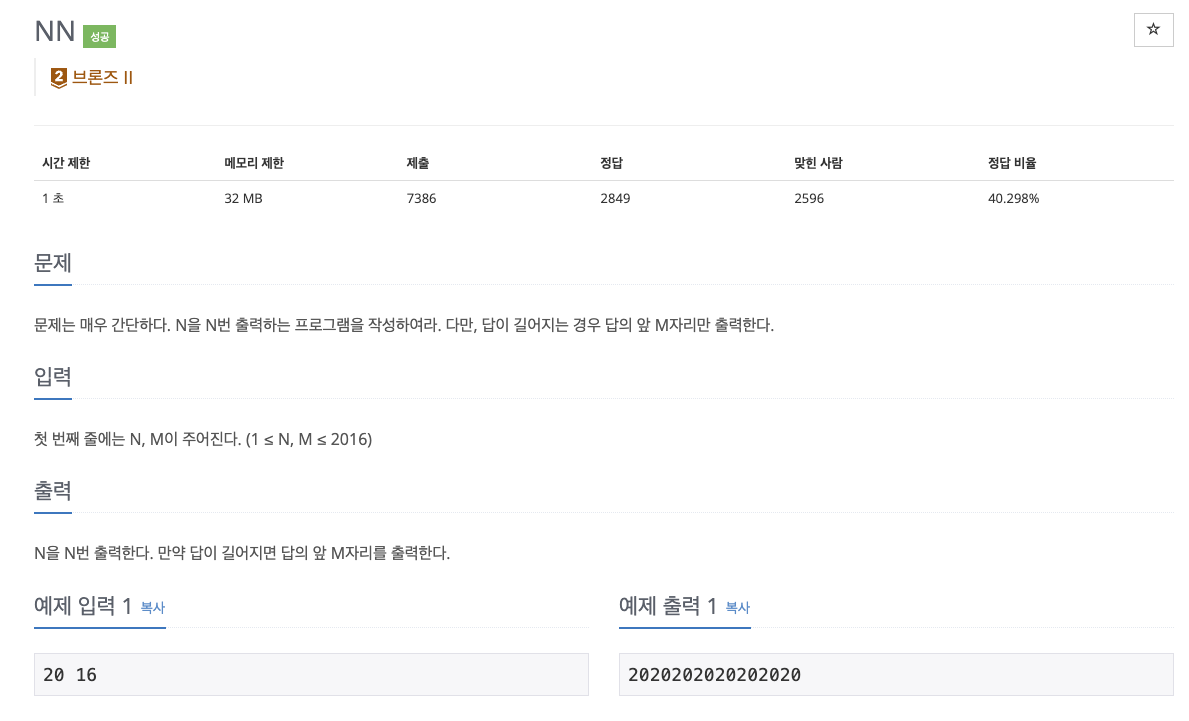 NN 성공
☆
2 브론즈 II
시간 제한 메모리 제한 제출 정답 맞힌 사람 정답 비율
1 초 32 MB 7386 2849 2596 40.298%
문제
문제는 매우 간단하다. N을 N번 출력하는 프로그램을 작성하여라. 다만, 답이 길어지는 경우 답의 앞 M자리만 출력한다.
입력
첫 번째 줄에는 N, M이 주어진다. (1 ≤ N, M ≤ 2016)
출력
N을 N번 출력한다. 만약 답이 길어지면 답의 앞 M자리를 출력한다.
예제 입력 1 복사
20 16
예제 출력 1 복사
2020202020202020